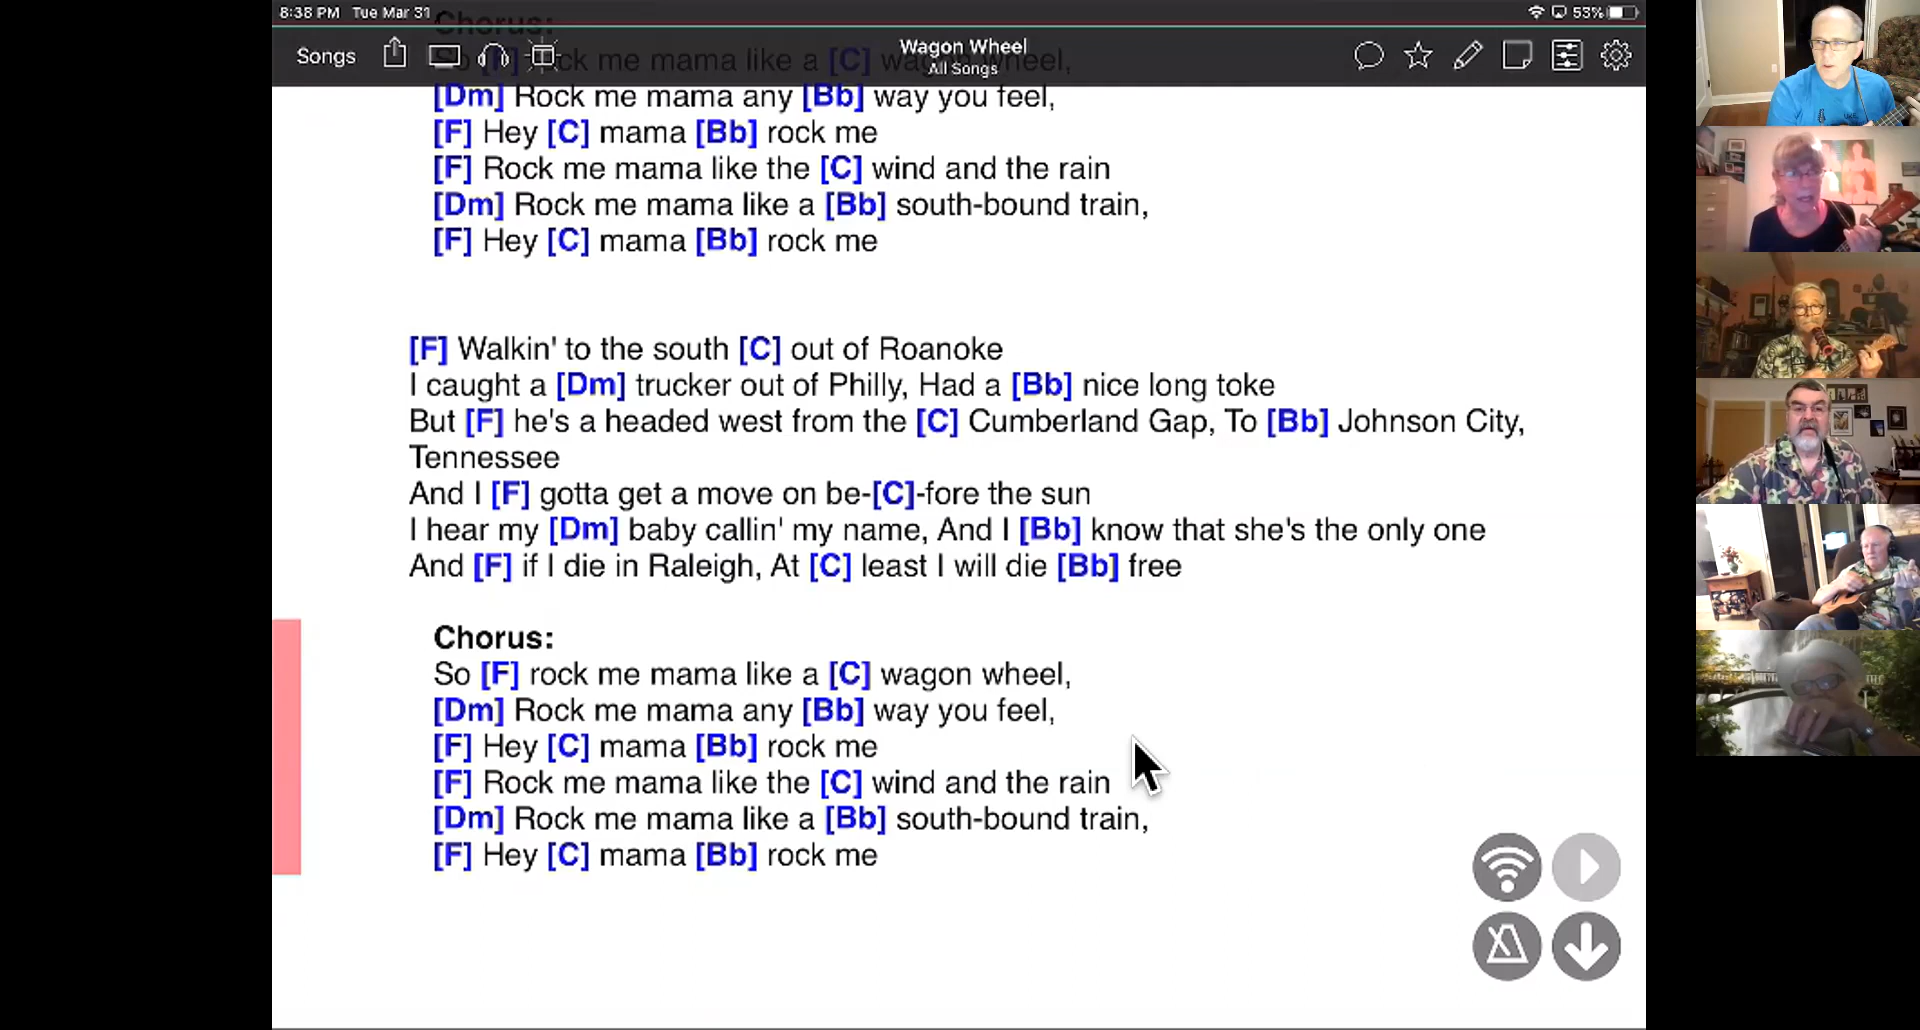 8:38 PM Tue Mar 31
53%
Songs
Wagon Wheel
All Songs
Chorus:
So [F] rock me mama like a [C] wagon wheel,
[Dm] Rock me mama any [Bb] way you feel,
[F] Hey [C] mama [Bb] rock me
[F] Rock me mama like the [C] wind and the rain
[Dm] Rock me mama like a [Bb] south-bound train,
[F] Hey [C] mama [Bb] rock me
[F] Walkin' to the south [C] out of Roanoke
I caught a [Dm] trucker out of Philly, Had a [Bb] nice long toke
But [F] he's a headed west from the [C] Cumberland Gap, To [Bb] Johnson City,
Tennessee
And I [F] gotta get a move on be-[C]-fore the sun
I hear my [Dm] baby callin' my name, And I [Bb] know that she's the only one
And [F] if I die in Raleigh, At [C] least I will die [Bb] free
Chorus:
So [F] rock me mama like a [C] wagon wheel,
[Dm] Rock me mama any [Bb] way you feel,
[F] Hey [C] mama [Bb] rock me
[F] Rock me mama like the [C] wind and the rain
[Dm] Rock me mama like a [Bb] south-bound train,
[F] Hey [C] mama [Bb] rock me